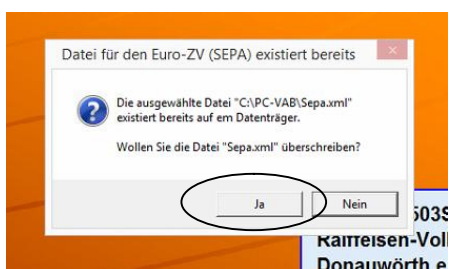 Datei für den Euro-ZV (SEPA) existiert bereits
Die ausgewählte Datei "C:\PC-VAB\Sepa.xml"
existiert bereits auf em Datenträger.
Wollen Sie die Datei "Sepa.xml" überschreiben?
Ja
Nein
Raiffeisen-Vol
Donauwörth e